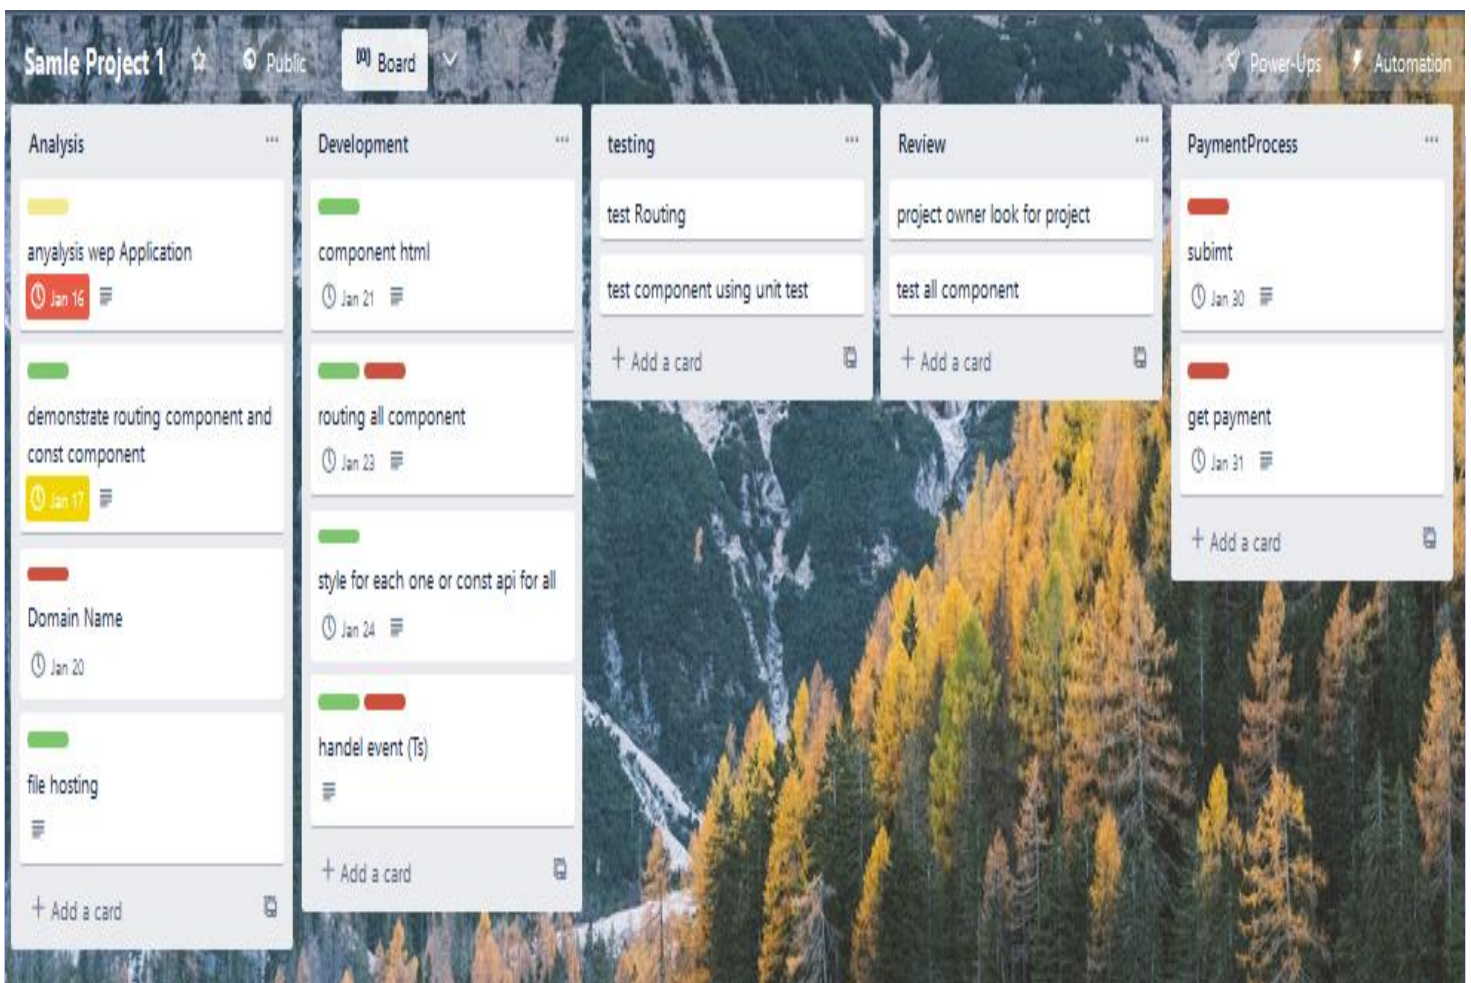 Samle Project 1
Public
Board
Power-Ups
Automation
Analysis
anyalysis wep Application
Jan 16
demonstrate routing component and
const component
Jan 17
Domain Name
Jan 20
file hosting
+ Add a card
Development
component html
Jan 21
routing all component
Jan 23
style for each one or const api for all
Jan 24
handel event (Ts)
+ Add a card
testing
test Routing
test component using unit test
+ Add a card
Review
project owner look for project
test all component
+ Add a card
PaymentProcess
subimt
Jan 30
get payment
Jan 31
+ Add a card